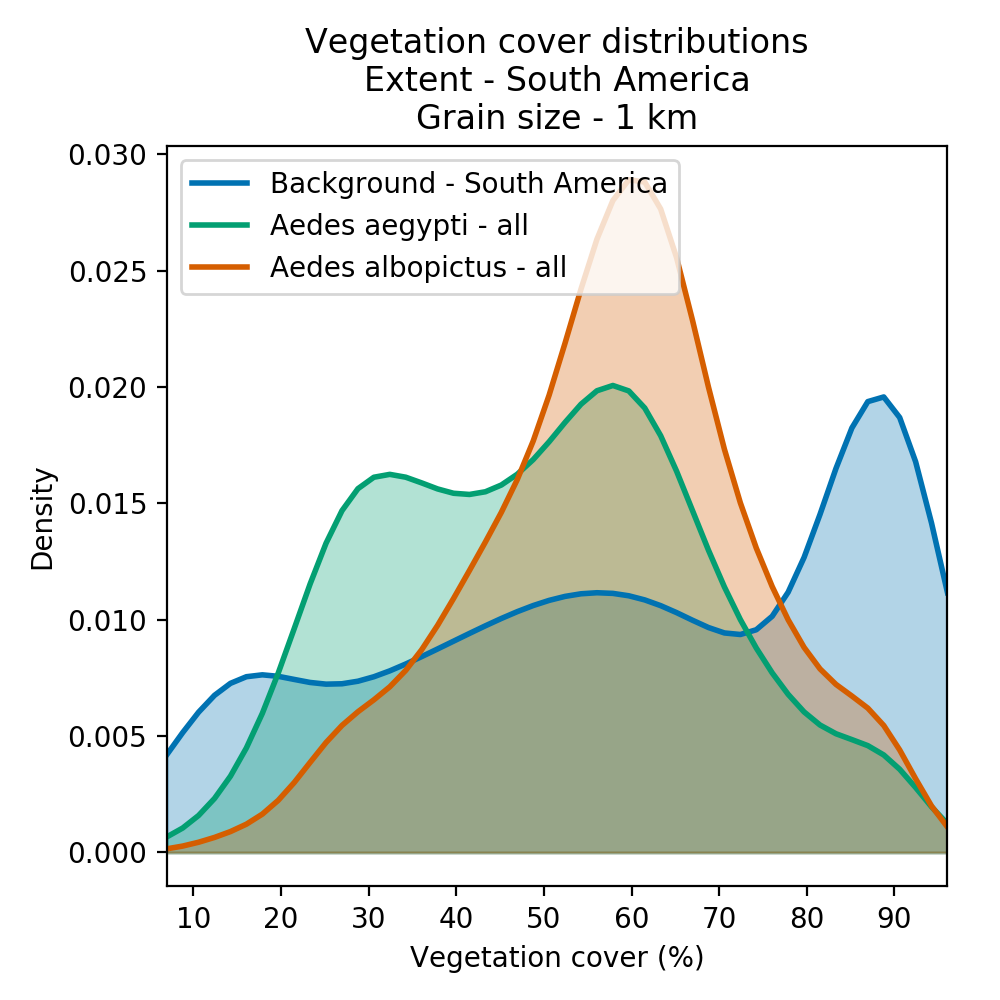 Vegetation cover distributions
Extent - South America
Grain size - 1 km
0.030
0.025
0.020
0.015
0.010
0.005
0.000
Density
Background - South America
Aedes aegypti - all
Aedes albopictus - all
10 20 30 40 50 60 70 80 90
Vegetation cover (%)